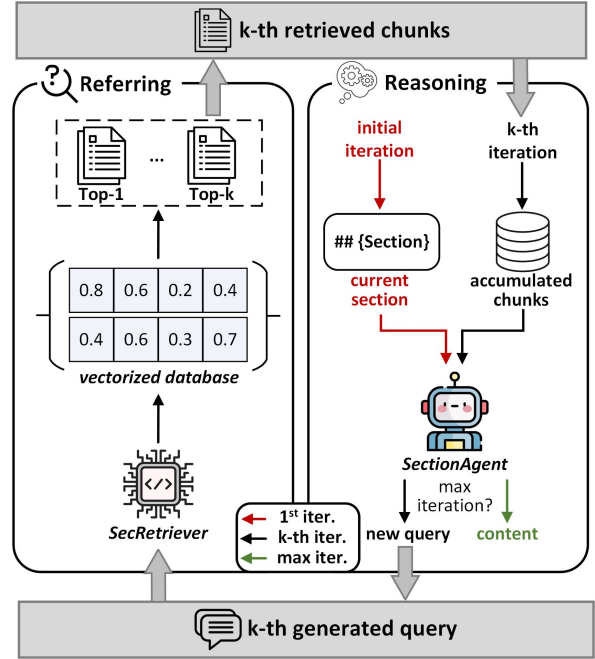 k-th retrieved chunks
Referring
Top-1
...
Top-k
0.8 0.6 0.2 0.4
0.4 0.6 0.3 0.7
vectorized database
</>
SecRetriever
Reasoning
initial
iteration
k-th
iteration
## {Section}
current
section
accumulated
chunks
SectionAgent
max
iteration?
new query
content
1st iter.
k-th iter.
max iter.
k-th generated query